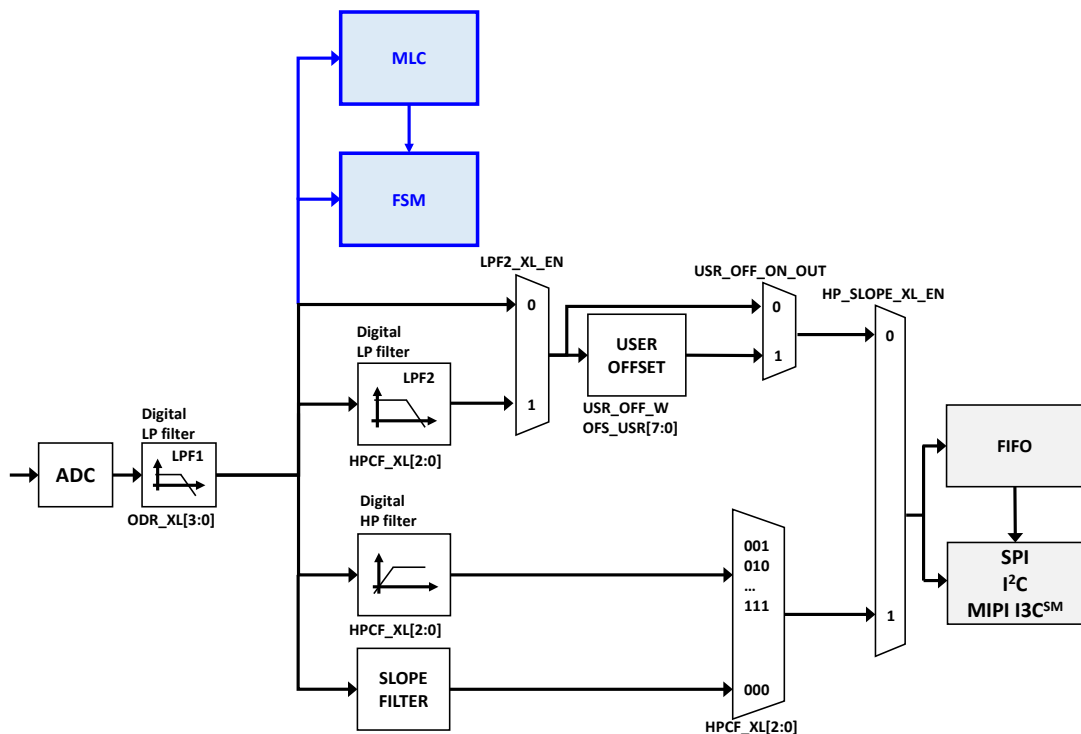 MLC
FSM
LPF2_XL_EN
0
1
USR_OFF_ON_OUT
0
1
HP_SLOPE_XL_EN
0
1
Digital
LP filter
LPF2
HPCF_XL[2:0]
USER
OFFSET
USR_OFF_W
OFS_USR[7:0]
ADC
Digital
LP filter
LPF1
ODR_XL[3:0]
Digital
HP filter
HPCF_XL[2:0]
SLOPE
FILTER
001
010
...
111
000
HPCF_XL[2:0]
FIFO
SPI
I²C
MIPI I3Cˢᴹ